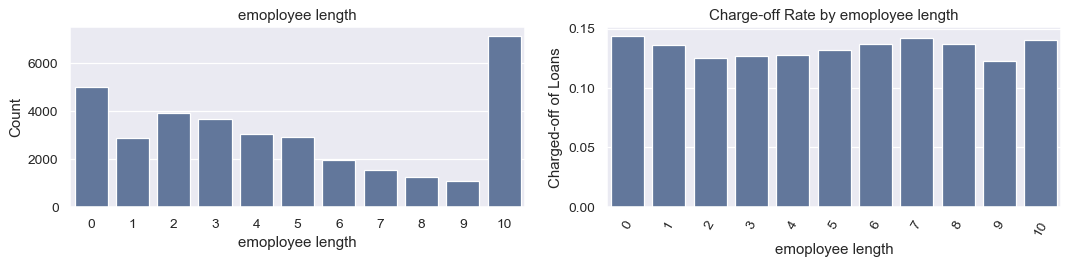 emoployee length
Count
6000
4000
2000
0
0 1 2 3 4 5 6 7 8 9 10
emoployee length
Charge-off Rate by emoployee length
Charged-off of Loans
0.15
0.10
0.05
0.00
0 1 2 3 4 5 6 7 8 9 10
emoployee length